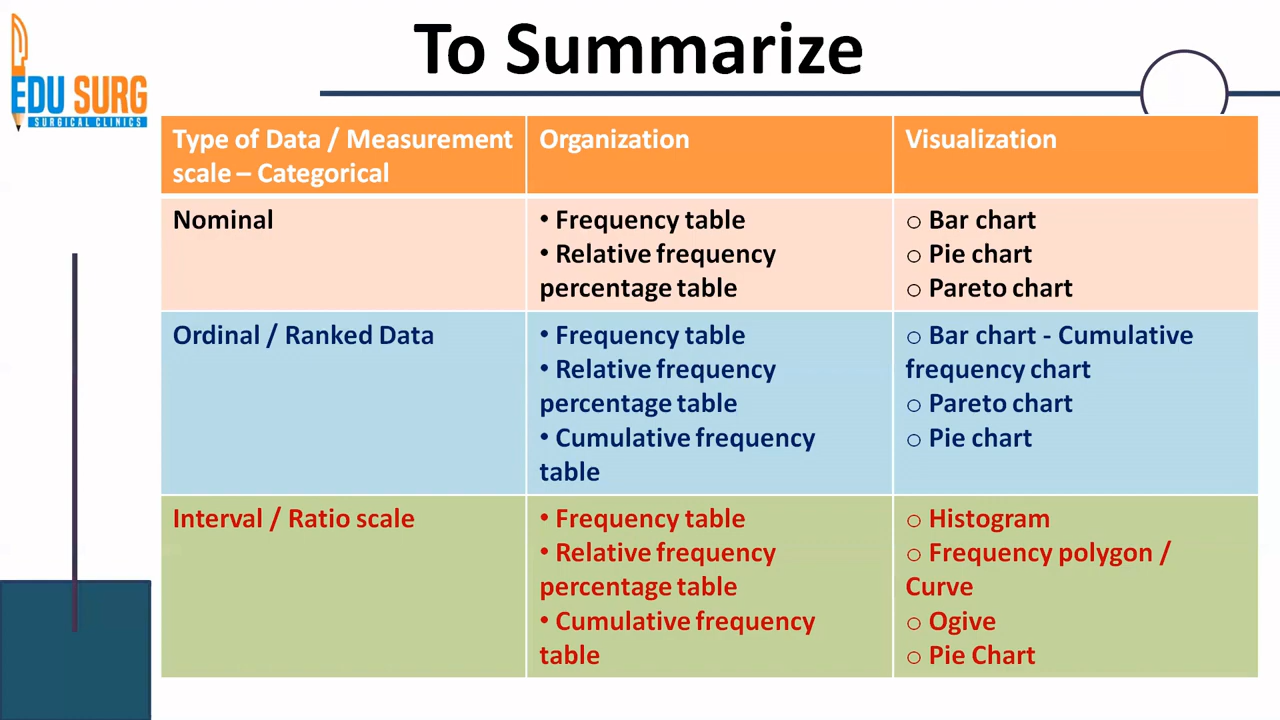 To Summarize
EDU SURG
SURGICAL CLINICS
Type of Data / Measurement
scale – Categorical
Organization
Visualization
Nominal
• Frequency table
• Relative frequency
percentage table
o Bar chart
o Pie chart
o Pareto chart
Ordinal / Ranked Data
• Frequency table
• Relative frequency
percentage table
• Cumulative frequency
table
o Bar chart - Cumulative
frequency chart
o Pareto chart
o Pie chart
Interval / Ratio scale
• Frequency table
• Relative frequency
percentage table
• Cumulative frequency
table
o Histogram
o Frequency polygon /
Curve
o Ogive
o Pie Chart